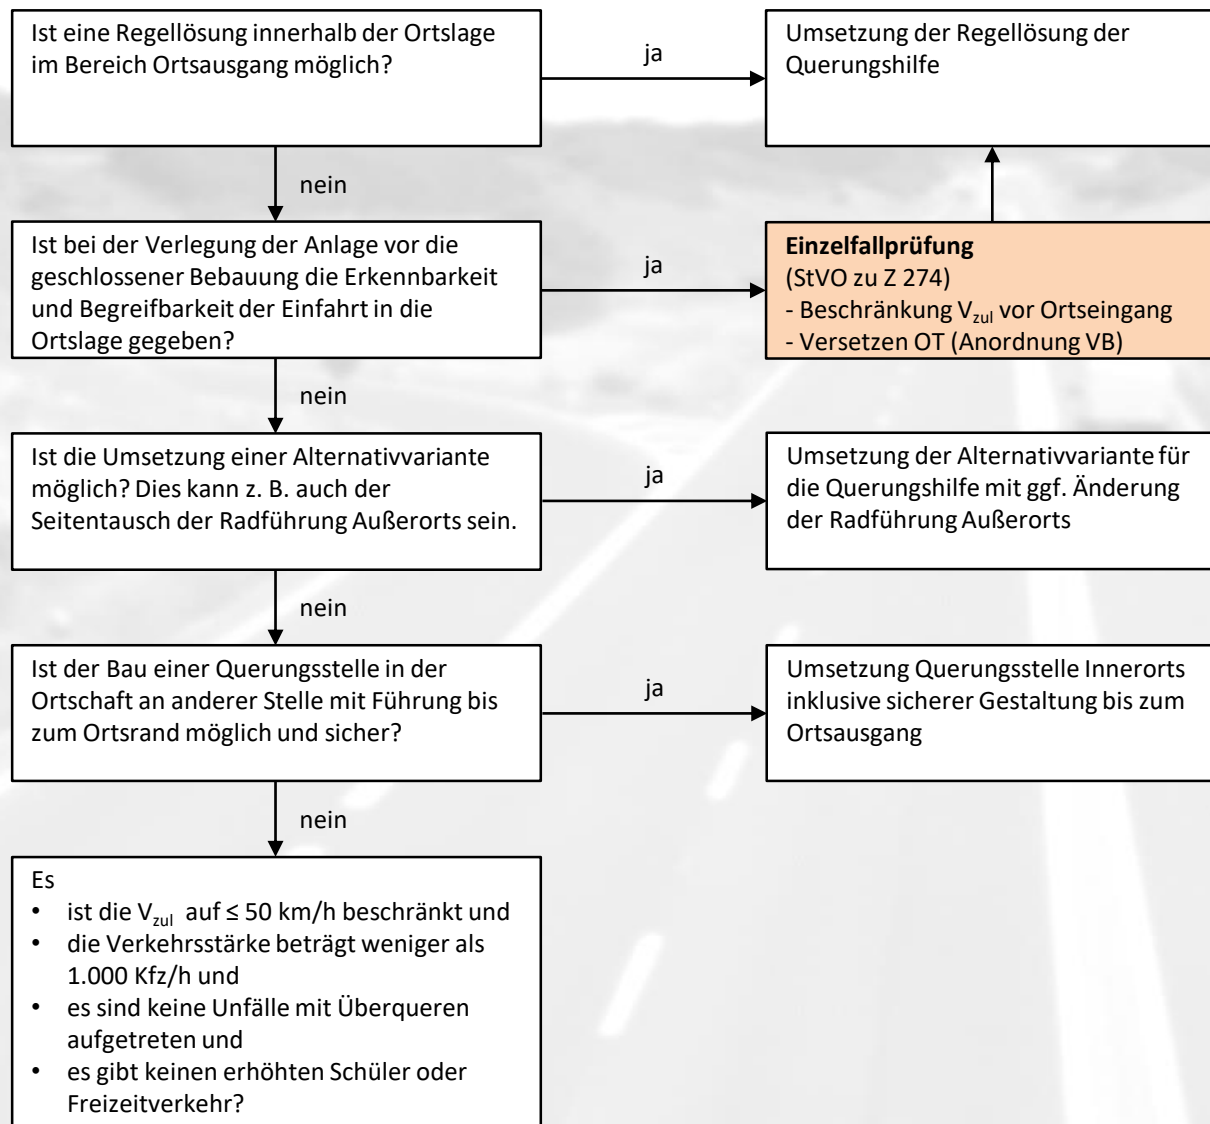 Ist eine Regellösung innerhalb der Ortslage
im Bereich Ortsausgang möglich?
ja
Umsetzung der Regellösung der
Querungshilfe
nein
Ist bei der Verlegung der Anlage vor die
geschlossener Bebauung die Erkennbarkeit
und Begreifbarkeit der Einfahrt in die
Ortslage gegeben?
ja
Einzelfallprüfung
(StVO zu Z 274)
- Beschränkung Vzul vor Ortseingang
- Versetzen OT (Anordnung VB)
nein
Ist die Umsetzung einer Alternativvariante
möglich? Dies kann z. B. auch der
Seitentausch der Radführung Außerorts sein.
ja
Umsetzung der Alternativvariante für
die Querungshilfe mit ggf. Änderung
der Radführung Außerorts
nein
Ist der Bau einer Querungsstelle in der
Ortschaft an anderer Stelle mit Führung bis
zum Ortsrand möglich und sicher?
ja
Umsetzung Querungsstelle Innerorts
inklusive sicherer Gestaltung bis zum
Ortsausgang
nein
Es
• ist die Vzul auf ≤ 50 km/h beschränkt und
• die Verkehrsstärke beträgt weniger als
1.000 Kfz/h und
• es sind keine Unfälle mit Überqueren
aufgetreten und
• es gibt keinen erhöhten Schüler oder
Freizeitverkehr?